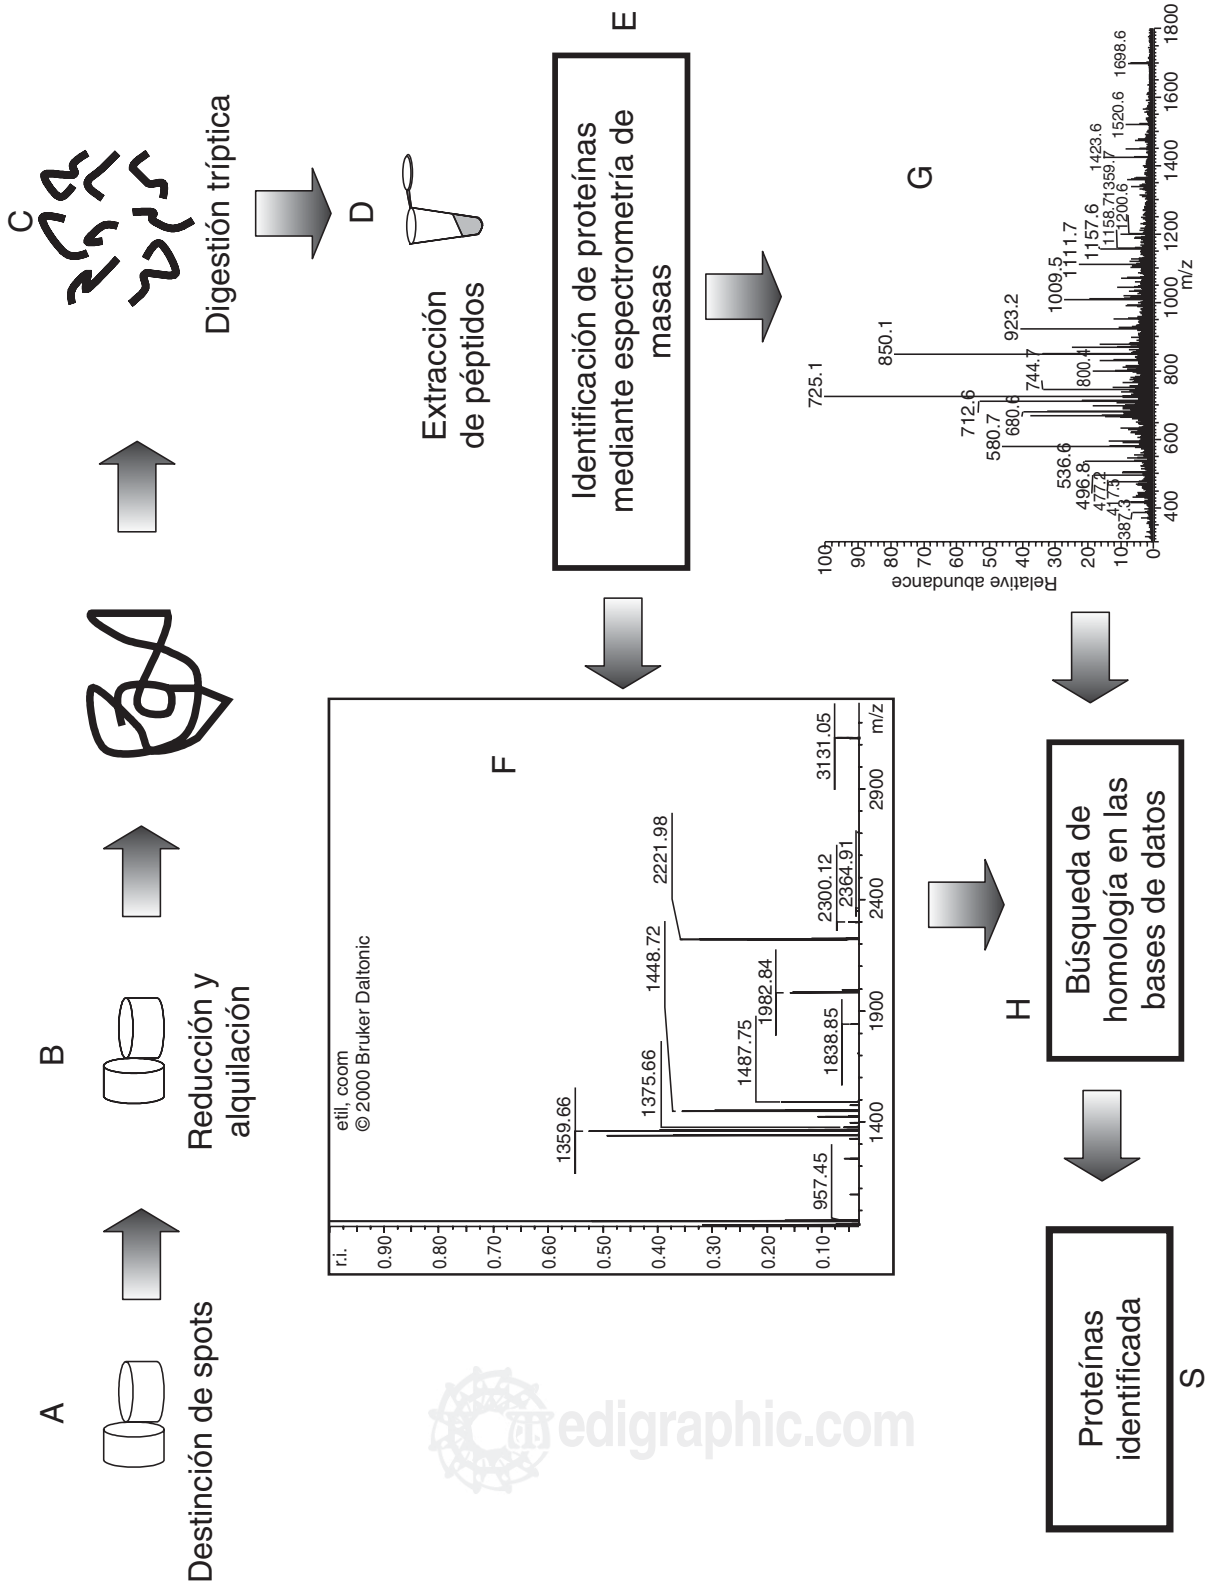 A
Destinción de spots
B
Reducción y
alquilación
C
Digestión tríptica
D
Extracción
de péptidos
E
Identificación de proteínas
mediante espectrometría de
masas
F
etil, coom
© 2000 Bruker Daltonic
r.i.
0.90
0.80
0.70
0.60
0.50
0.40
0.30
0.20
0.10
957.45
1359.66
1375.66
1448.72
1487.75
1838.85
1982.84
2221.98
2300.12
2364.91
3131.05
1400
1900
2400
2900
m/z
G
Relative abundance
100
90
80
70
60
50
40
30
20
10
0
387.3
417.5
477.2
496.8
536.6
580.7
680.6
712.6
725.1
744.7
800.4
850.1
923.2
1009.5
1111.7
1157.6
1158.7
1200.6
1359.7
1423.6
1520.6
1698.6
400
600
800
1000
1200
1400
1600
1800
m/z
H
Búsqueda de
homología en las
bases de datos
Proteínas
identificada
S
medigraphic.com